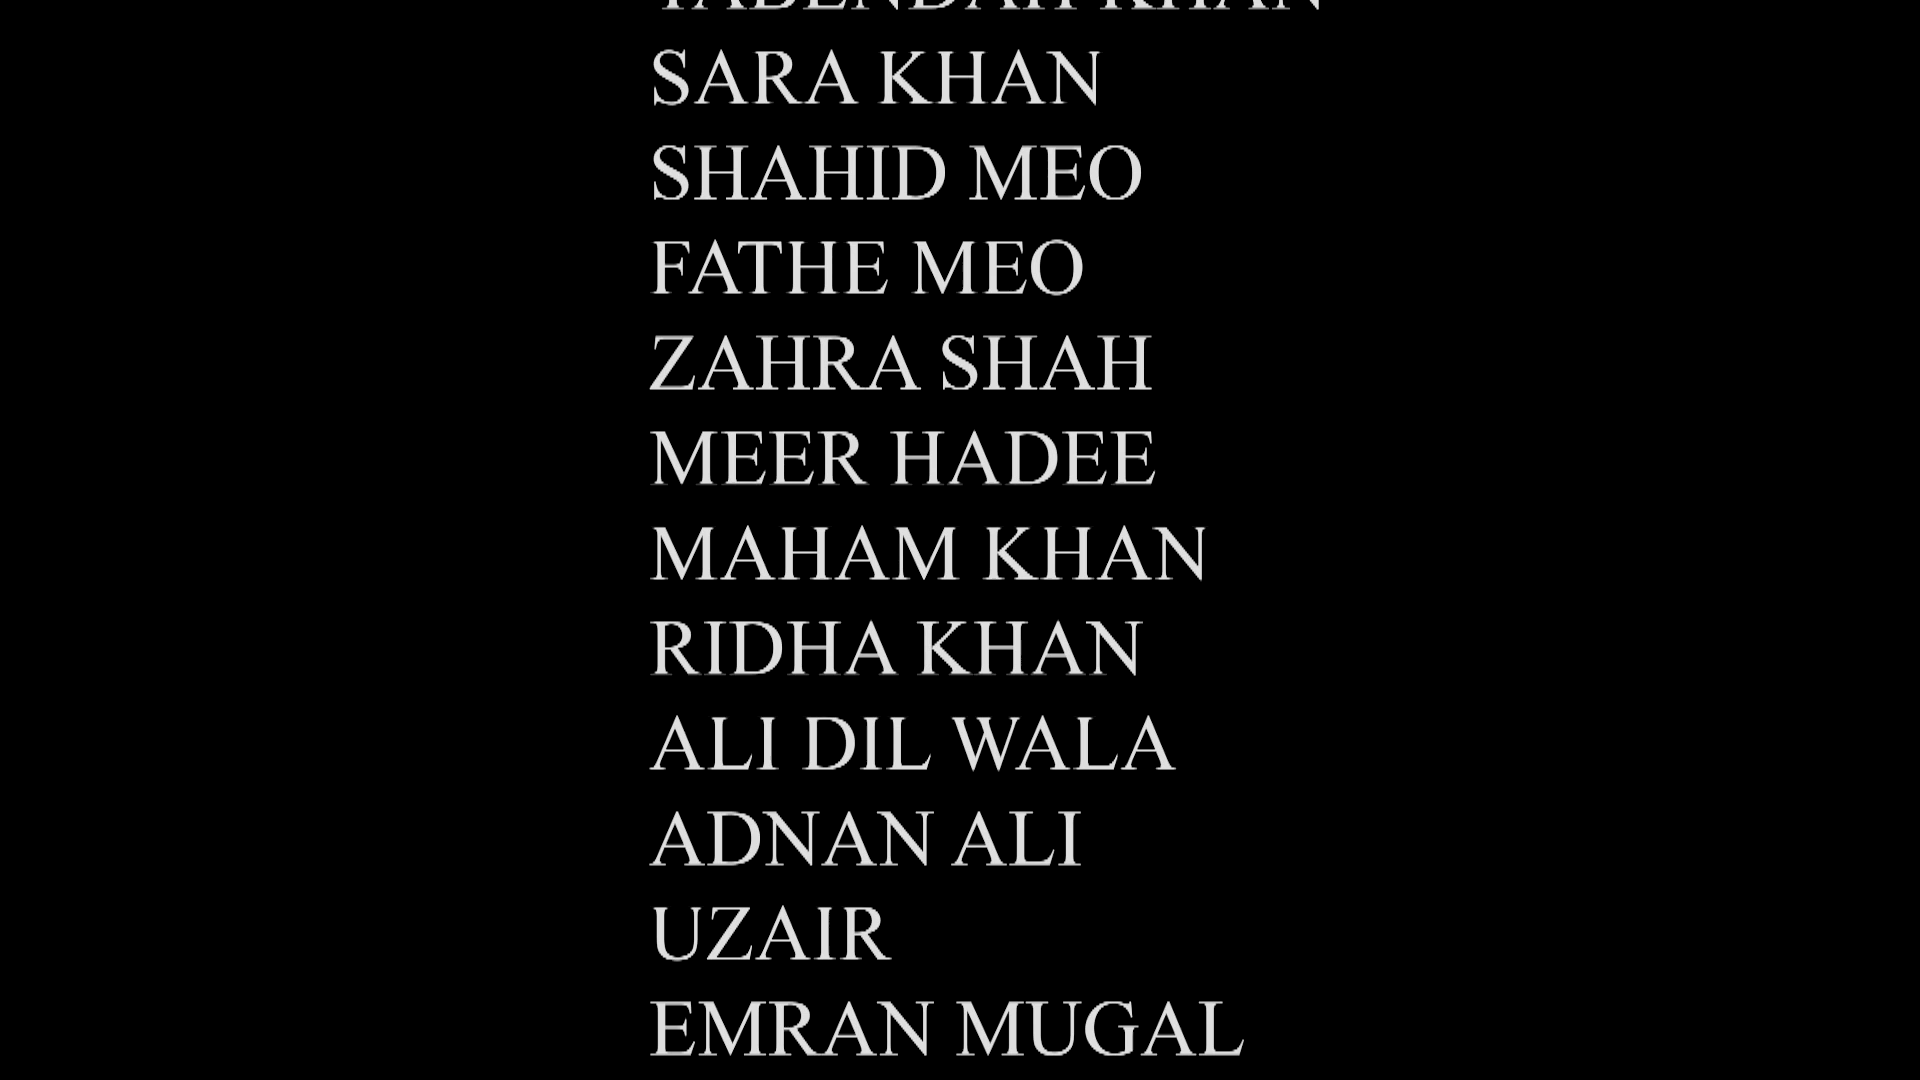 KHAN
SARA KHAN
SHAHID MEO
FATHE MEO
ZAHRA SHAH
MEER HADEE
MAHAM KHAN
RIDHA KHAN
ALI DIL WALA
ADNAN ALI
UZAIR
EMRAN MUGAL